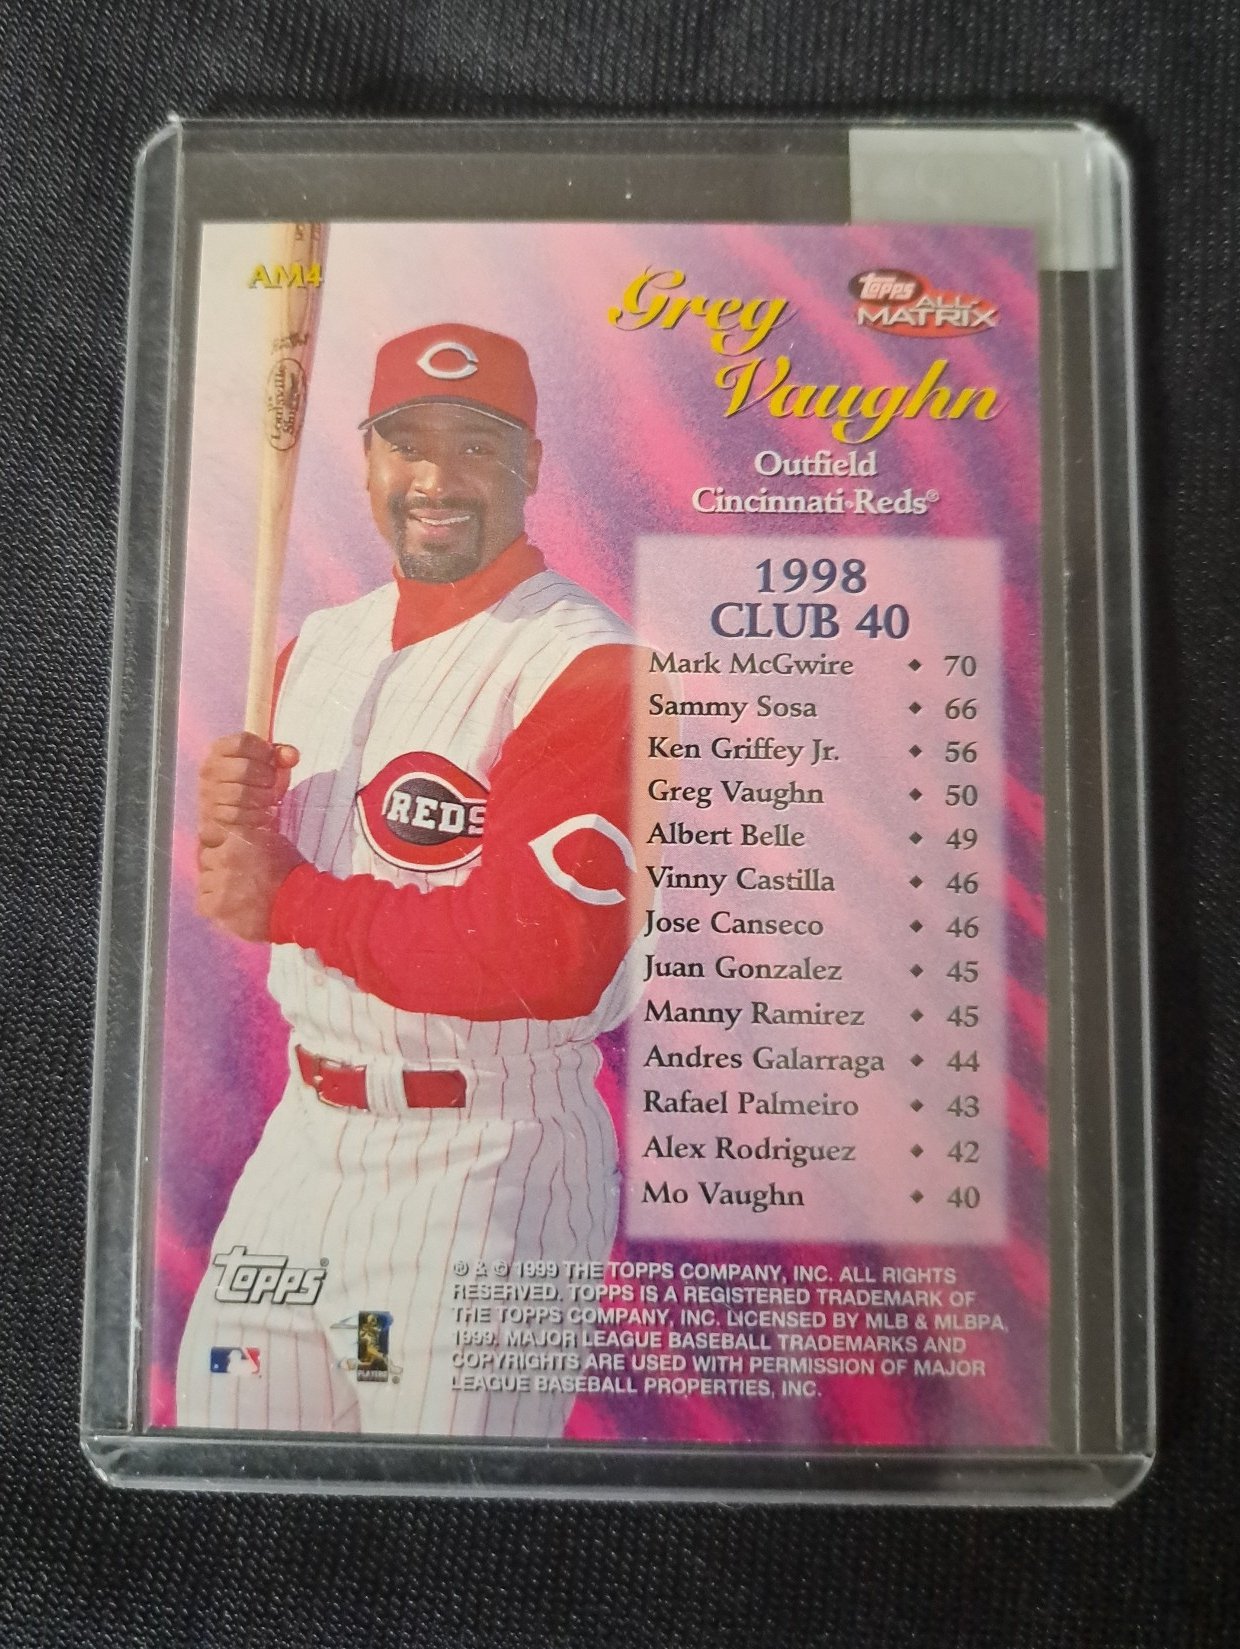 AM4
Greg
Vaughn
Topps
ALL-
MATRIX
Outfield
Cincinnati•Reds®
1998
CLUB 40
Mark McGwire ◆ 70
Sammy Sosa ◆ 66
Ken Griffey Jr. ◆ 56
Greg Vaughn ◆ 50
Albert Belle ◆ 49
Vinny Castilla ◆ 46
Jose Canseco ◆ 46
Juan Gonzalez ◆ 45
Manny Ramirez ◆ 45
Andres Galarraga ◆ 44
Rafael Palmeiro ◆ 43
Alex Rodriguez ◆ 42
Mo Vaughn ◆ 40
Louisville
REDS
Topps®
® & © 1999 THE TOPPS COMPANY, INC. ALL RIGHTS
RESERVED. TOPPS IS A REGISTERED TRADEMARK OF
THE TOPPS COMPANY, INC. LICENSED BY MLB & MLBPA,
1999. MAJOR LEAGUE BASEBALL TRADEMARKS AND
COPYRIGHTS ARE USED WITH PERMISSION OF MAJOR
LEAGUE BASEBALL PROPERTIES, INC.
PLAYERS